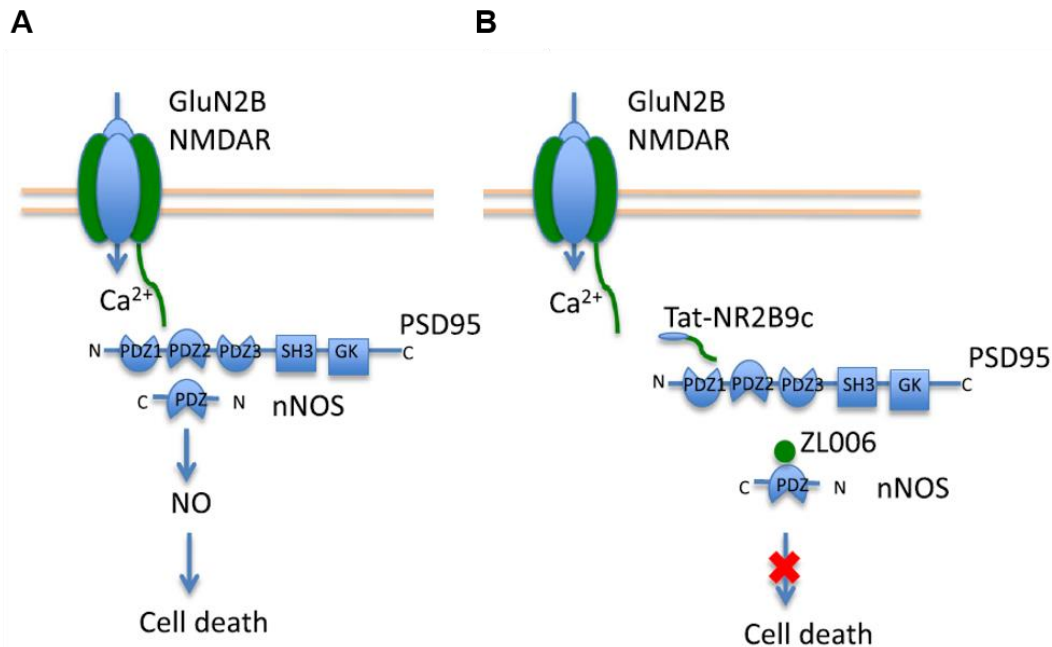 A
GluN2B
NMDAR
Ca2+
PSD95
N PDZ1 PDZ2 PDZ3 SH3 GK C
C PDZ N nNOS
NO
Cell death
B
GluN2B
NMDAR
Ca2+
Tat-NR2B9c
PSD95
N PDZ1 PDZ2 PDZ3 SH3 GK C
ZL006
C PDZ N nNOS
Cell death